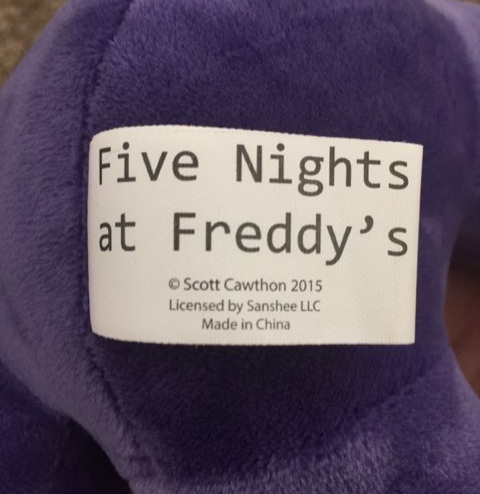 Five Nights
at Freddy’s
© Scott Cawthon 2015
Licensed by Sanshee LLC
Made in China